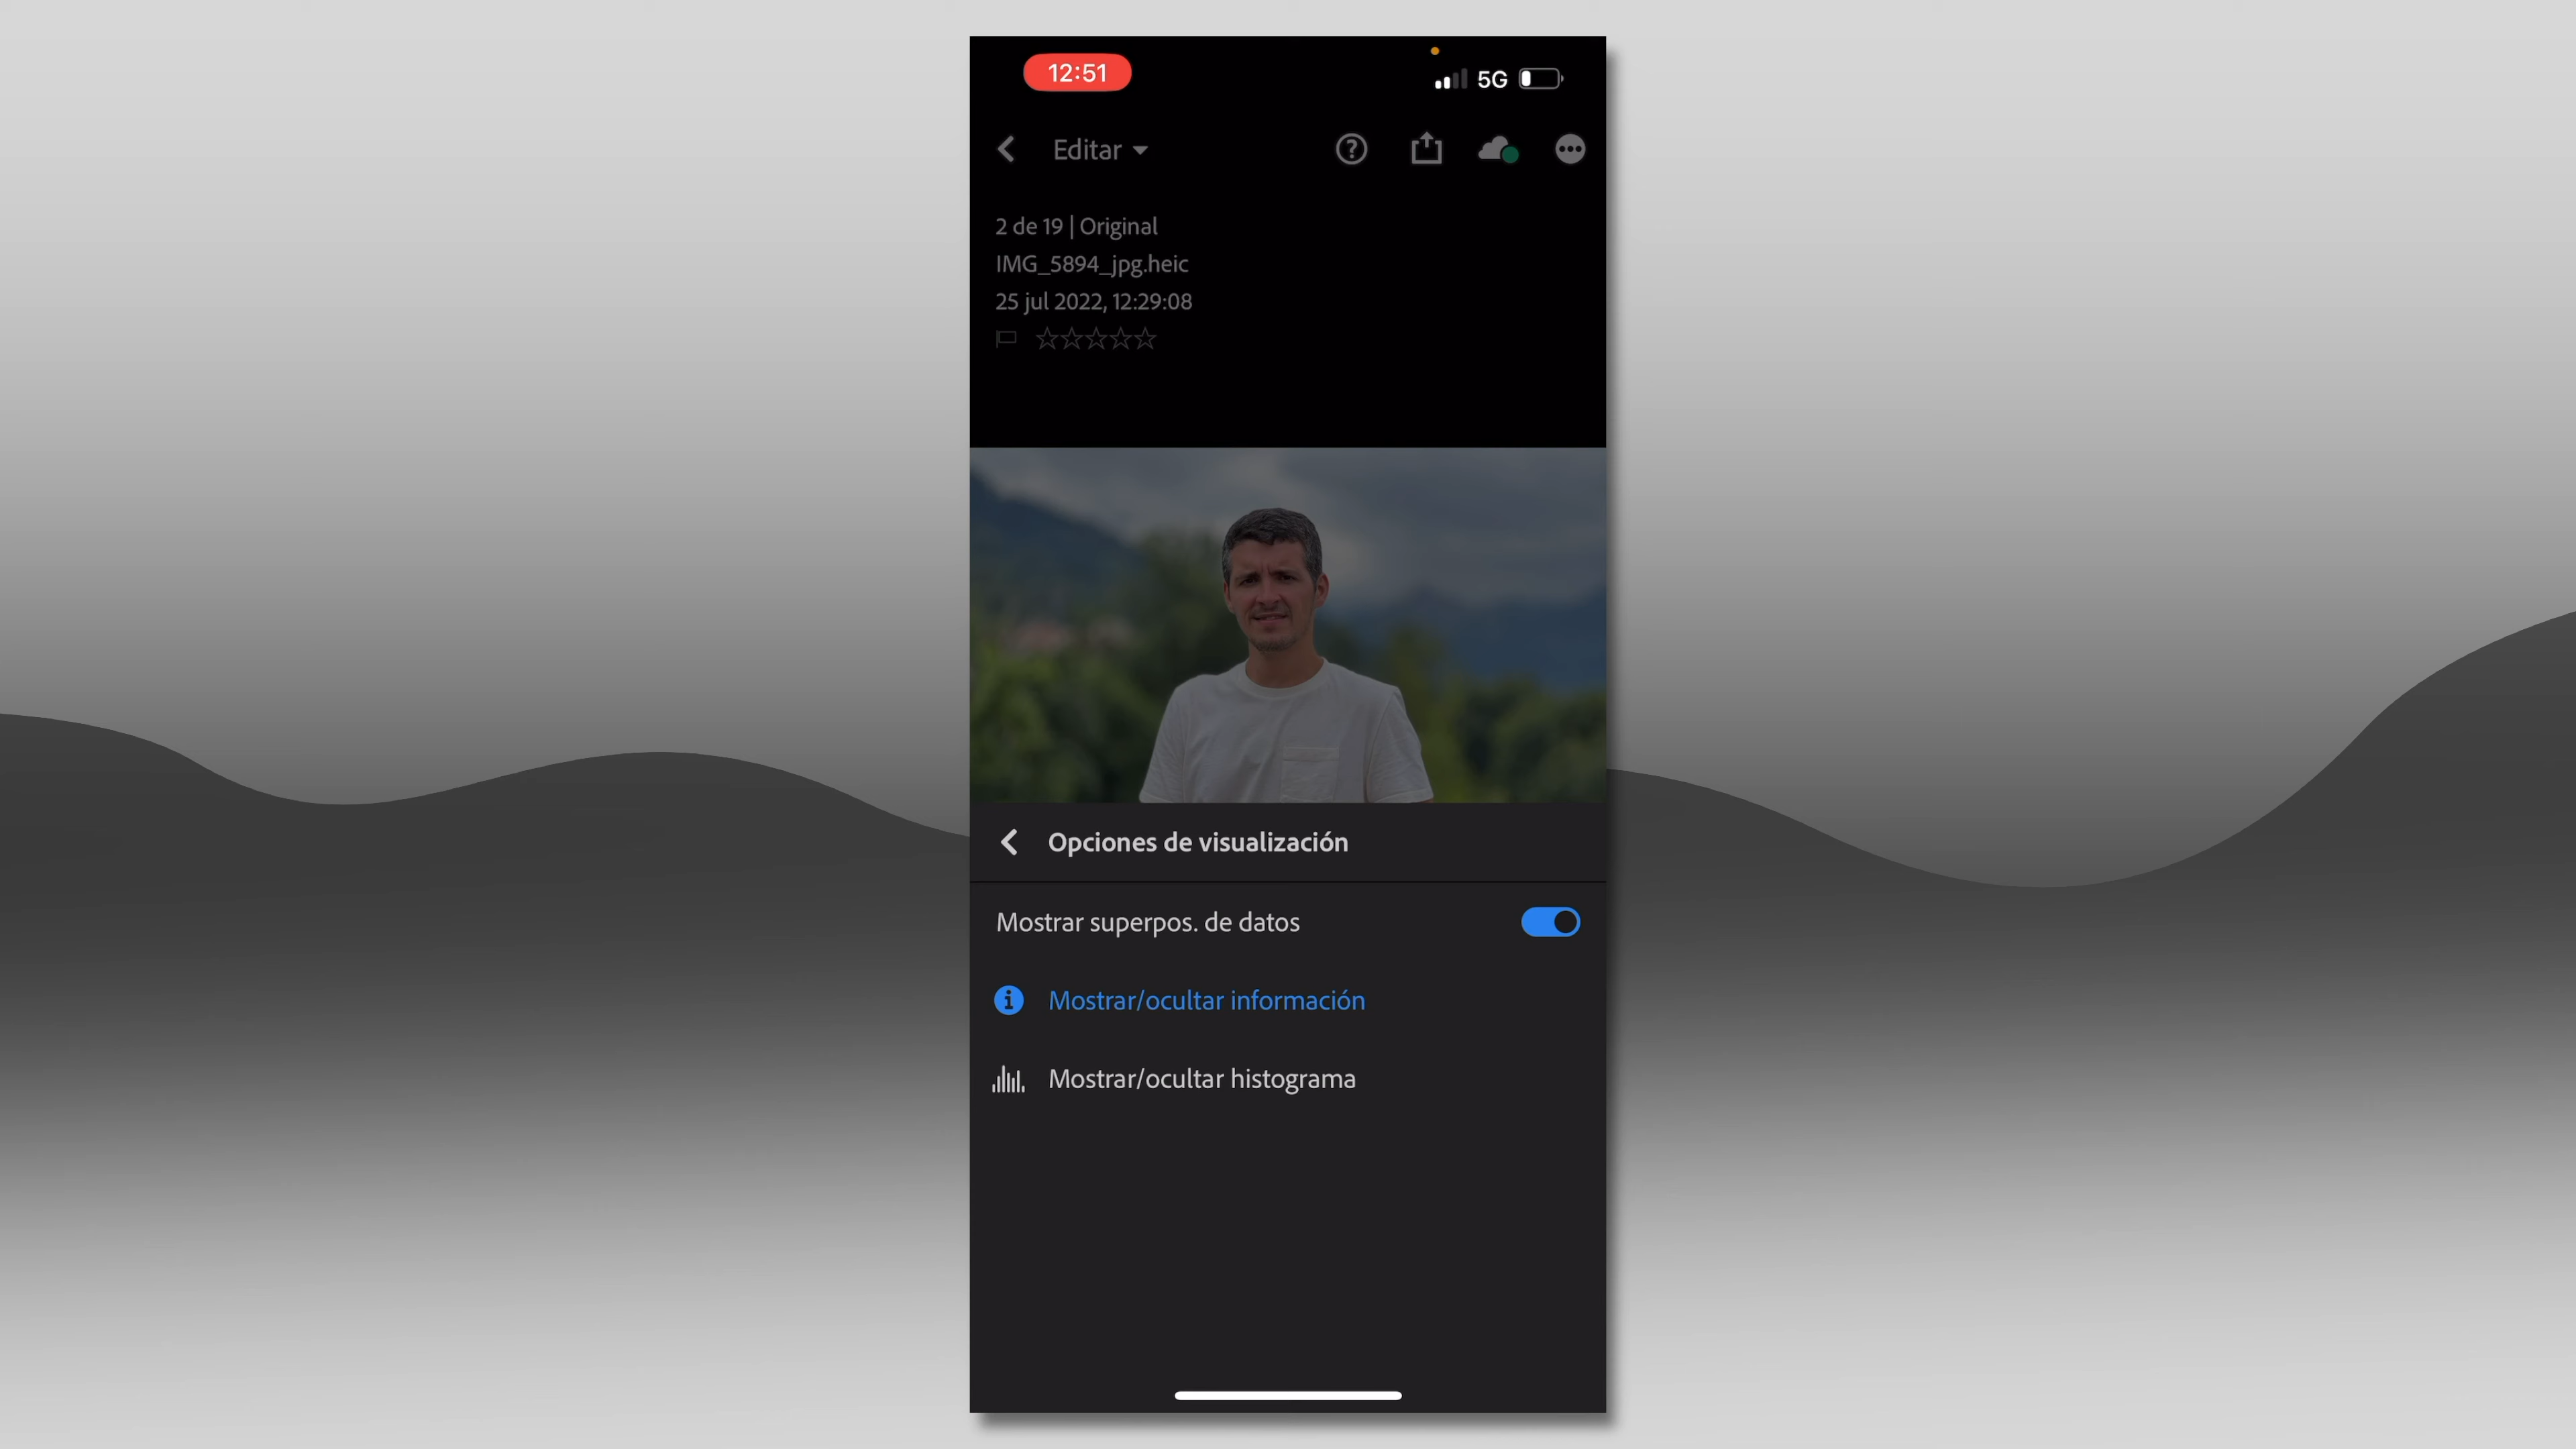 12:51
5G
Editar
2 de 19 | Original
IMG_5894_jpg.heic
25 jul 2022, 12:29:08
Opciones de visualización
Mostrar superpos. de datos
Mostrar/ocultar información
Mostrar/ocultar histograma